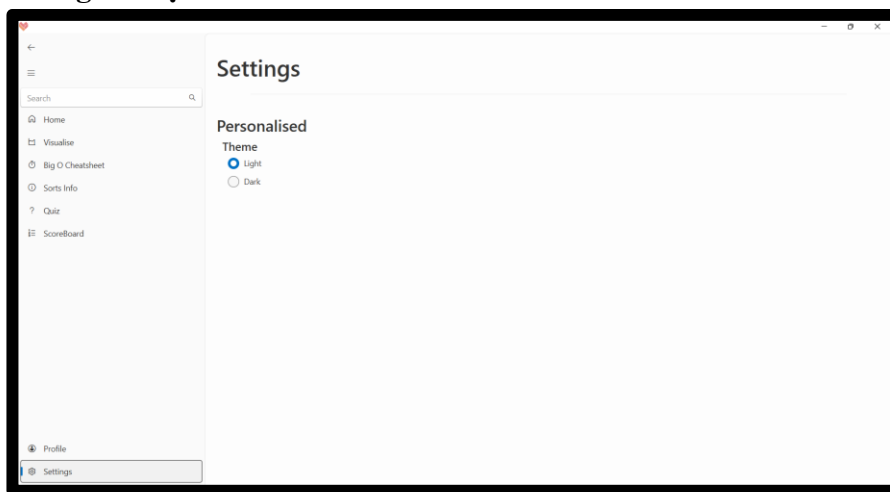 Settings
Search
Home
Visualise
Big O Cheatsheet
Sorts Info
Quiz
ScoreBoard
Profile
Settings
Personalised
Theme
Light
Dark